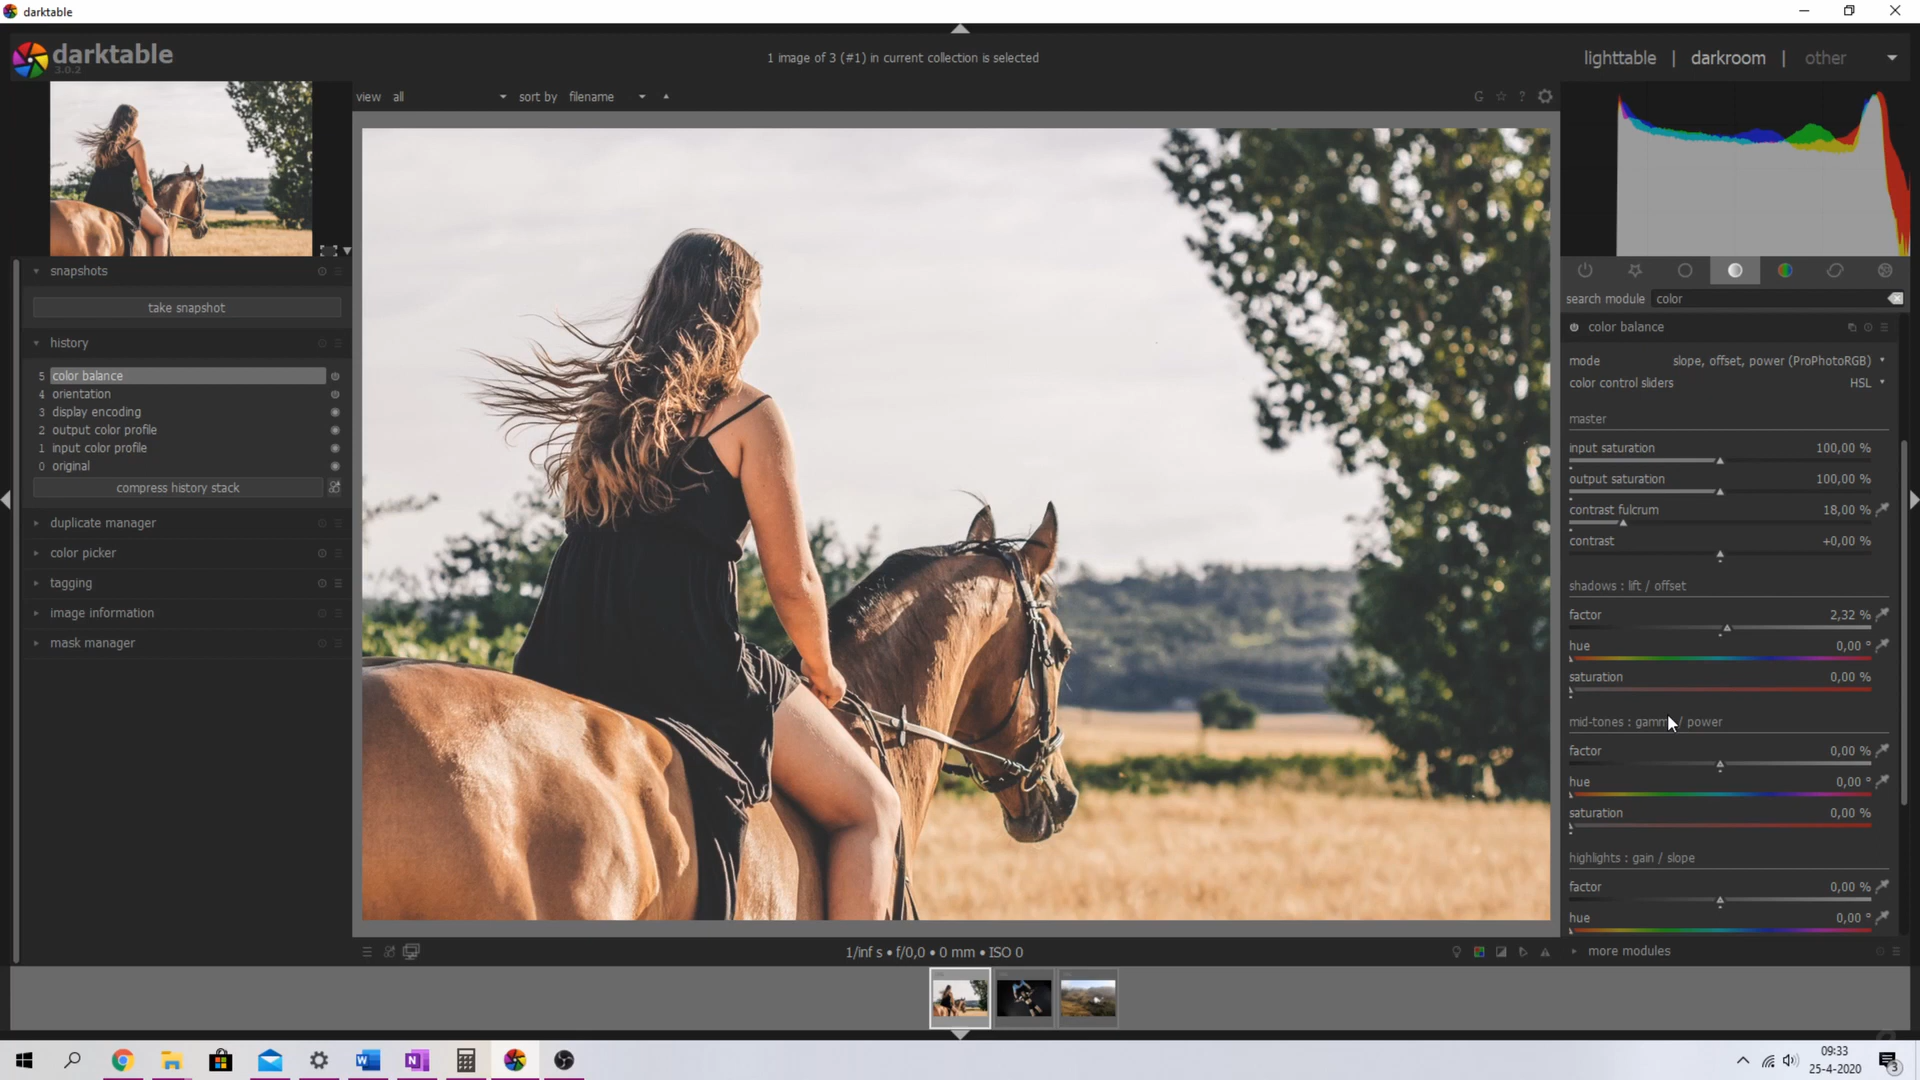 darktable
darktable
3.0.2
1 image of 3 (#1) in current collection is selected
lighttable | darkroom | other
view all sort by filename
G ☆ ?
snapshots
take snapshot
history
5 color balance
4 orientation
3 display encoding
2 output color profile
1 input color profile
0 original
compress history stack
duplicate manager
color picker
tagging
image information
mask manager
search module color
color balance
mode slope, offset, power (ProPhotoRGB)
color control sliders HSL
master
input saturation 100,00 %
output saturation 100,00 %
contrast fulcrum 18,00 %
contrast +0,00 %
shadows : lift / offset
factor 2,32 %
hue 0,00 °
saturation 0,00 %
mid-tones : gamma / power
factor 0,00 %
hue 0,00 °
saturation 0,00 %
highlights : gain / slope
factor 0,00 %
hue 0,00 °
more modules
1/inf s • f/0,0 • 0 mm • ISO 0
09:33
25-4-2020
3